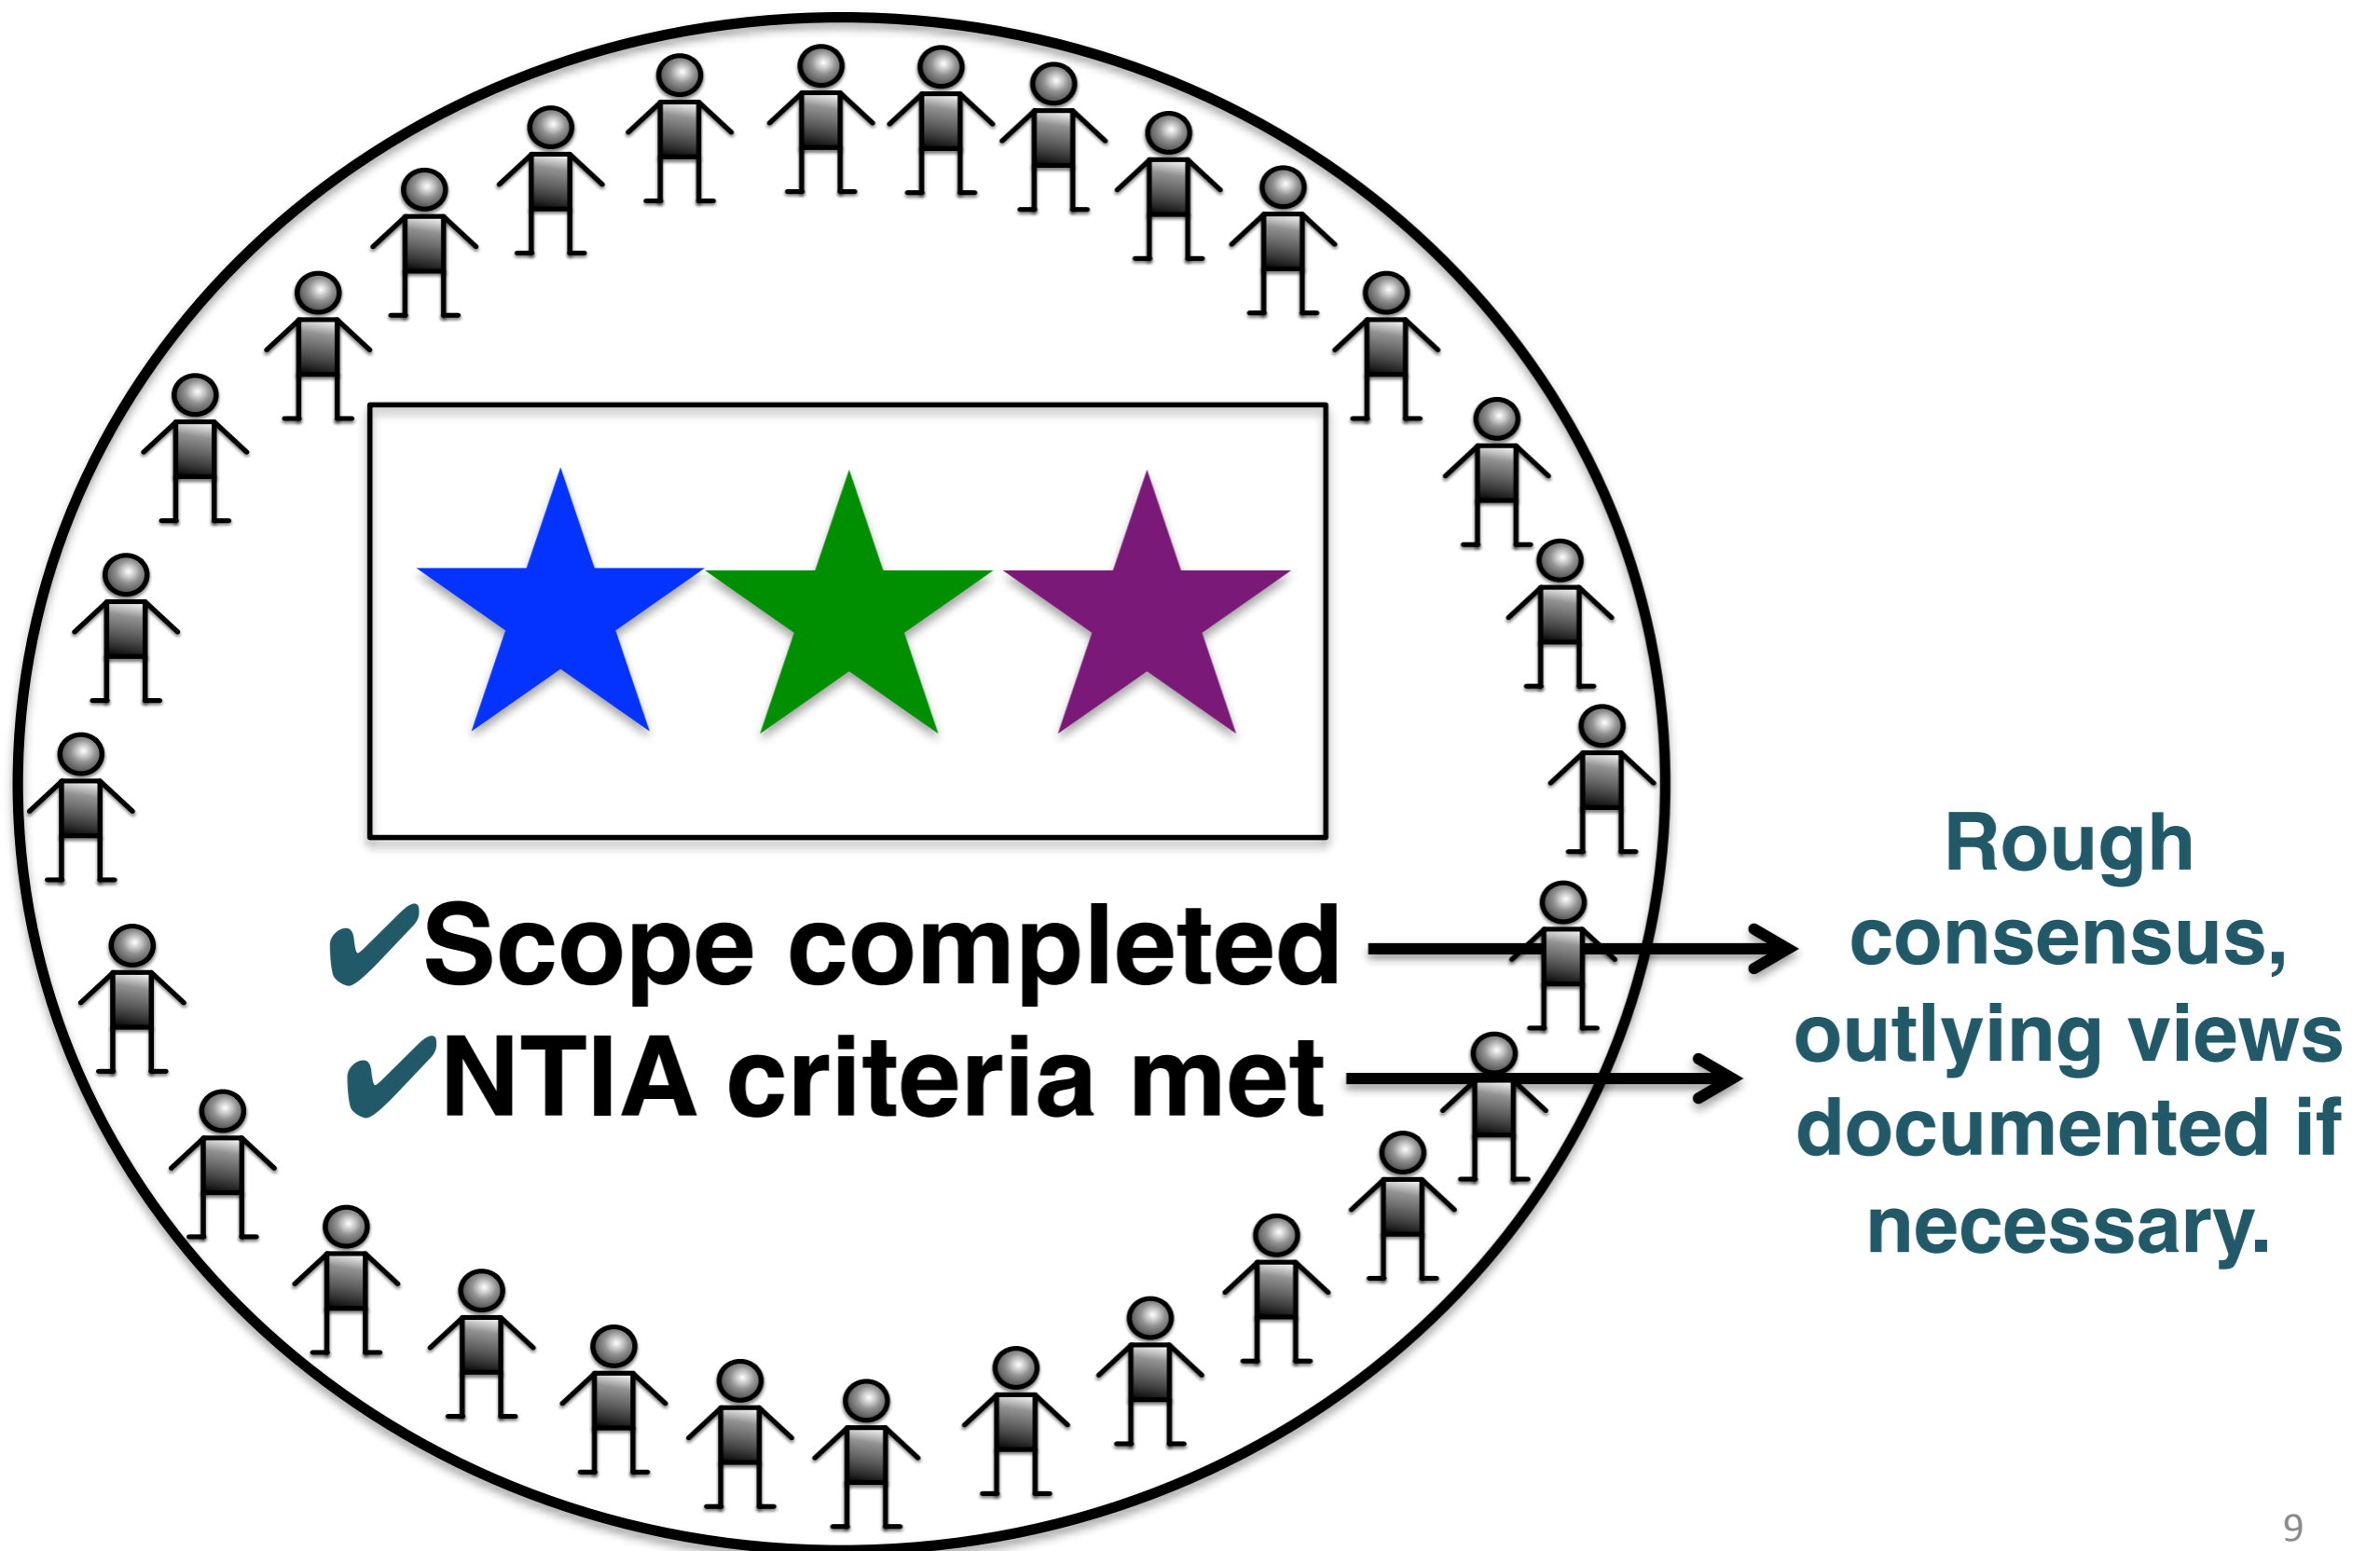 ✔Scope completed
✔NTIA criteria met
Rough
consensus,
outlying views
documented if
necessary.
9